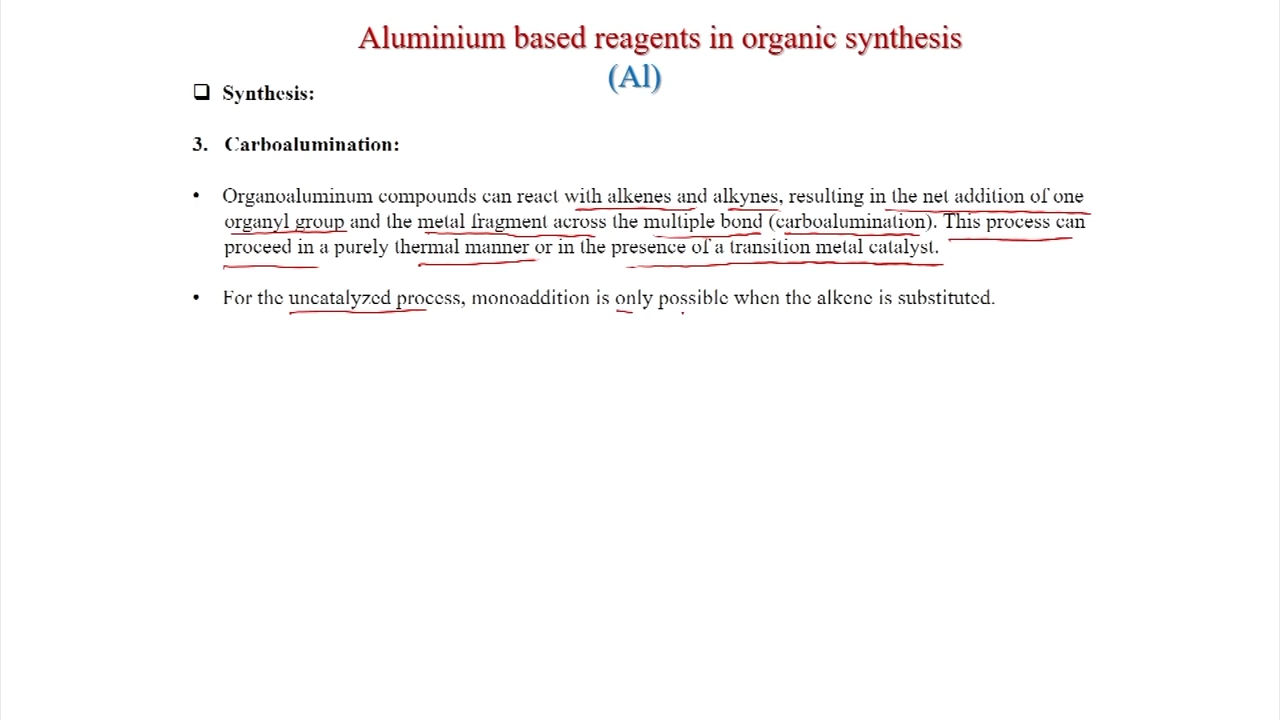 Aluminium based reagents in organic synthesis
(Al)
❑ Synthesis:
3. Carboalumination:
• Organoaluminum compounds can react with alkenes and alkynes, resulting in the net addition of one
organyl group and the metal fragment across the multiple bond (carboalumination). This process can
proceed in a purely thermal manner or in the presence of a transition metal catalyst.
• For the uncatalyzed process, monoaddition is only possible when the alkene is substituted.